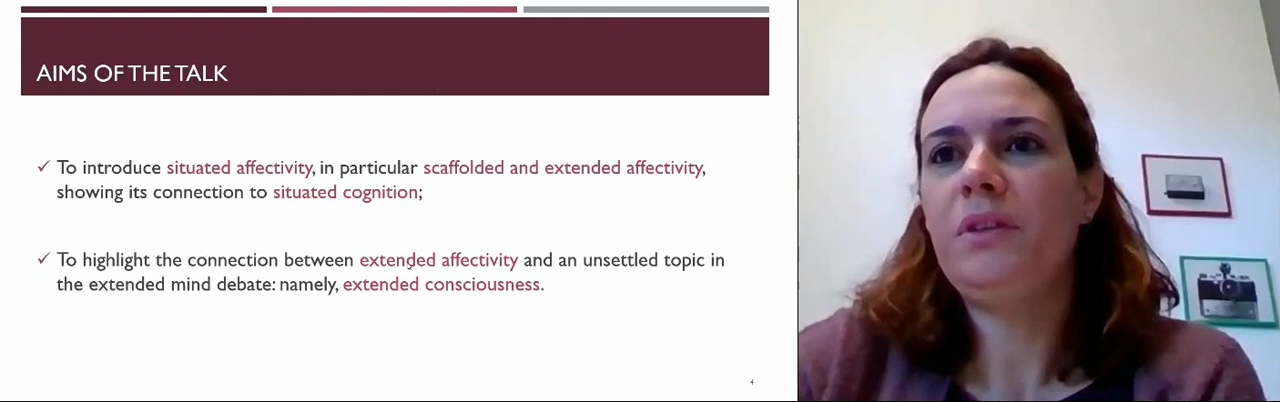 AIMS OF THE TALK
✓ To introduce situated affectivity, in particular scaffolded and extended affectivity,
showing its connection to situated cognition;
✓ To highlight the connection between extended affectivity and an unsettled topic in
the extended mind debate: namely, extended consciousness.
4